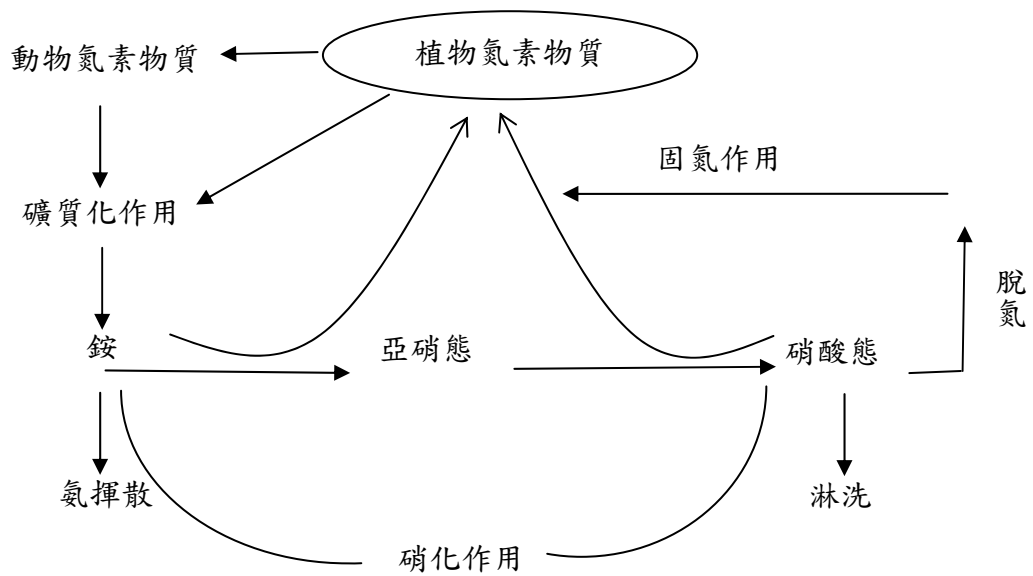 動物氮素物質
植物氮素物質
固氮作用
礦質化作用
脫氮
銨
亞硝態
硝酸態
氨揮散
淋洗
硝化作用